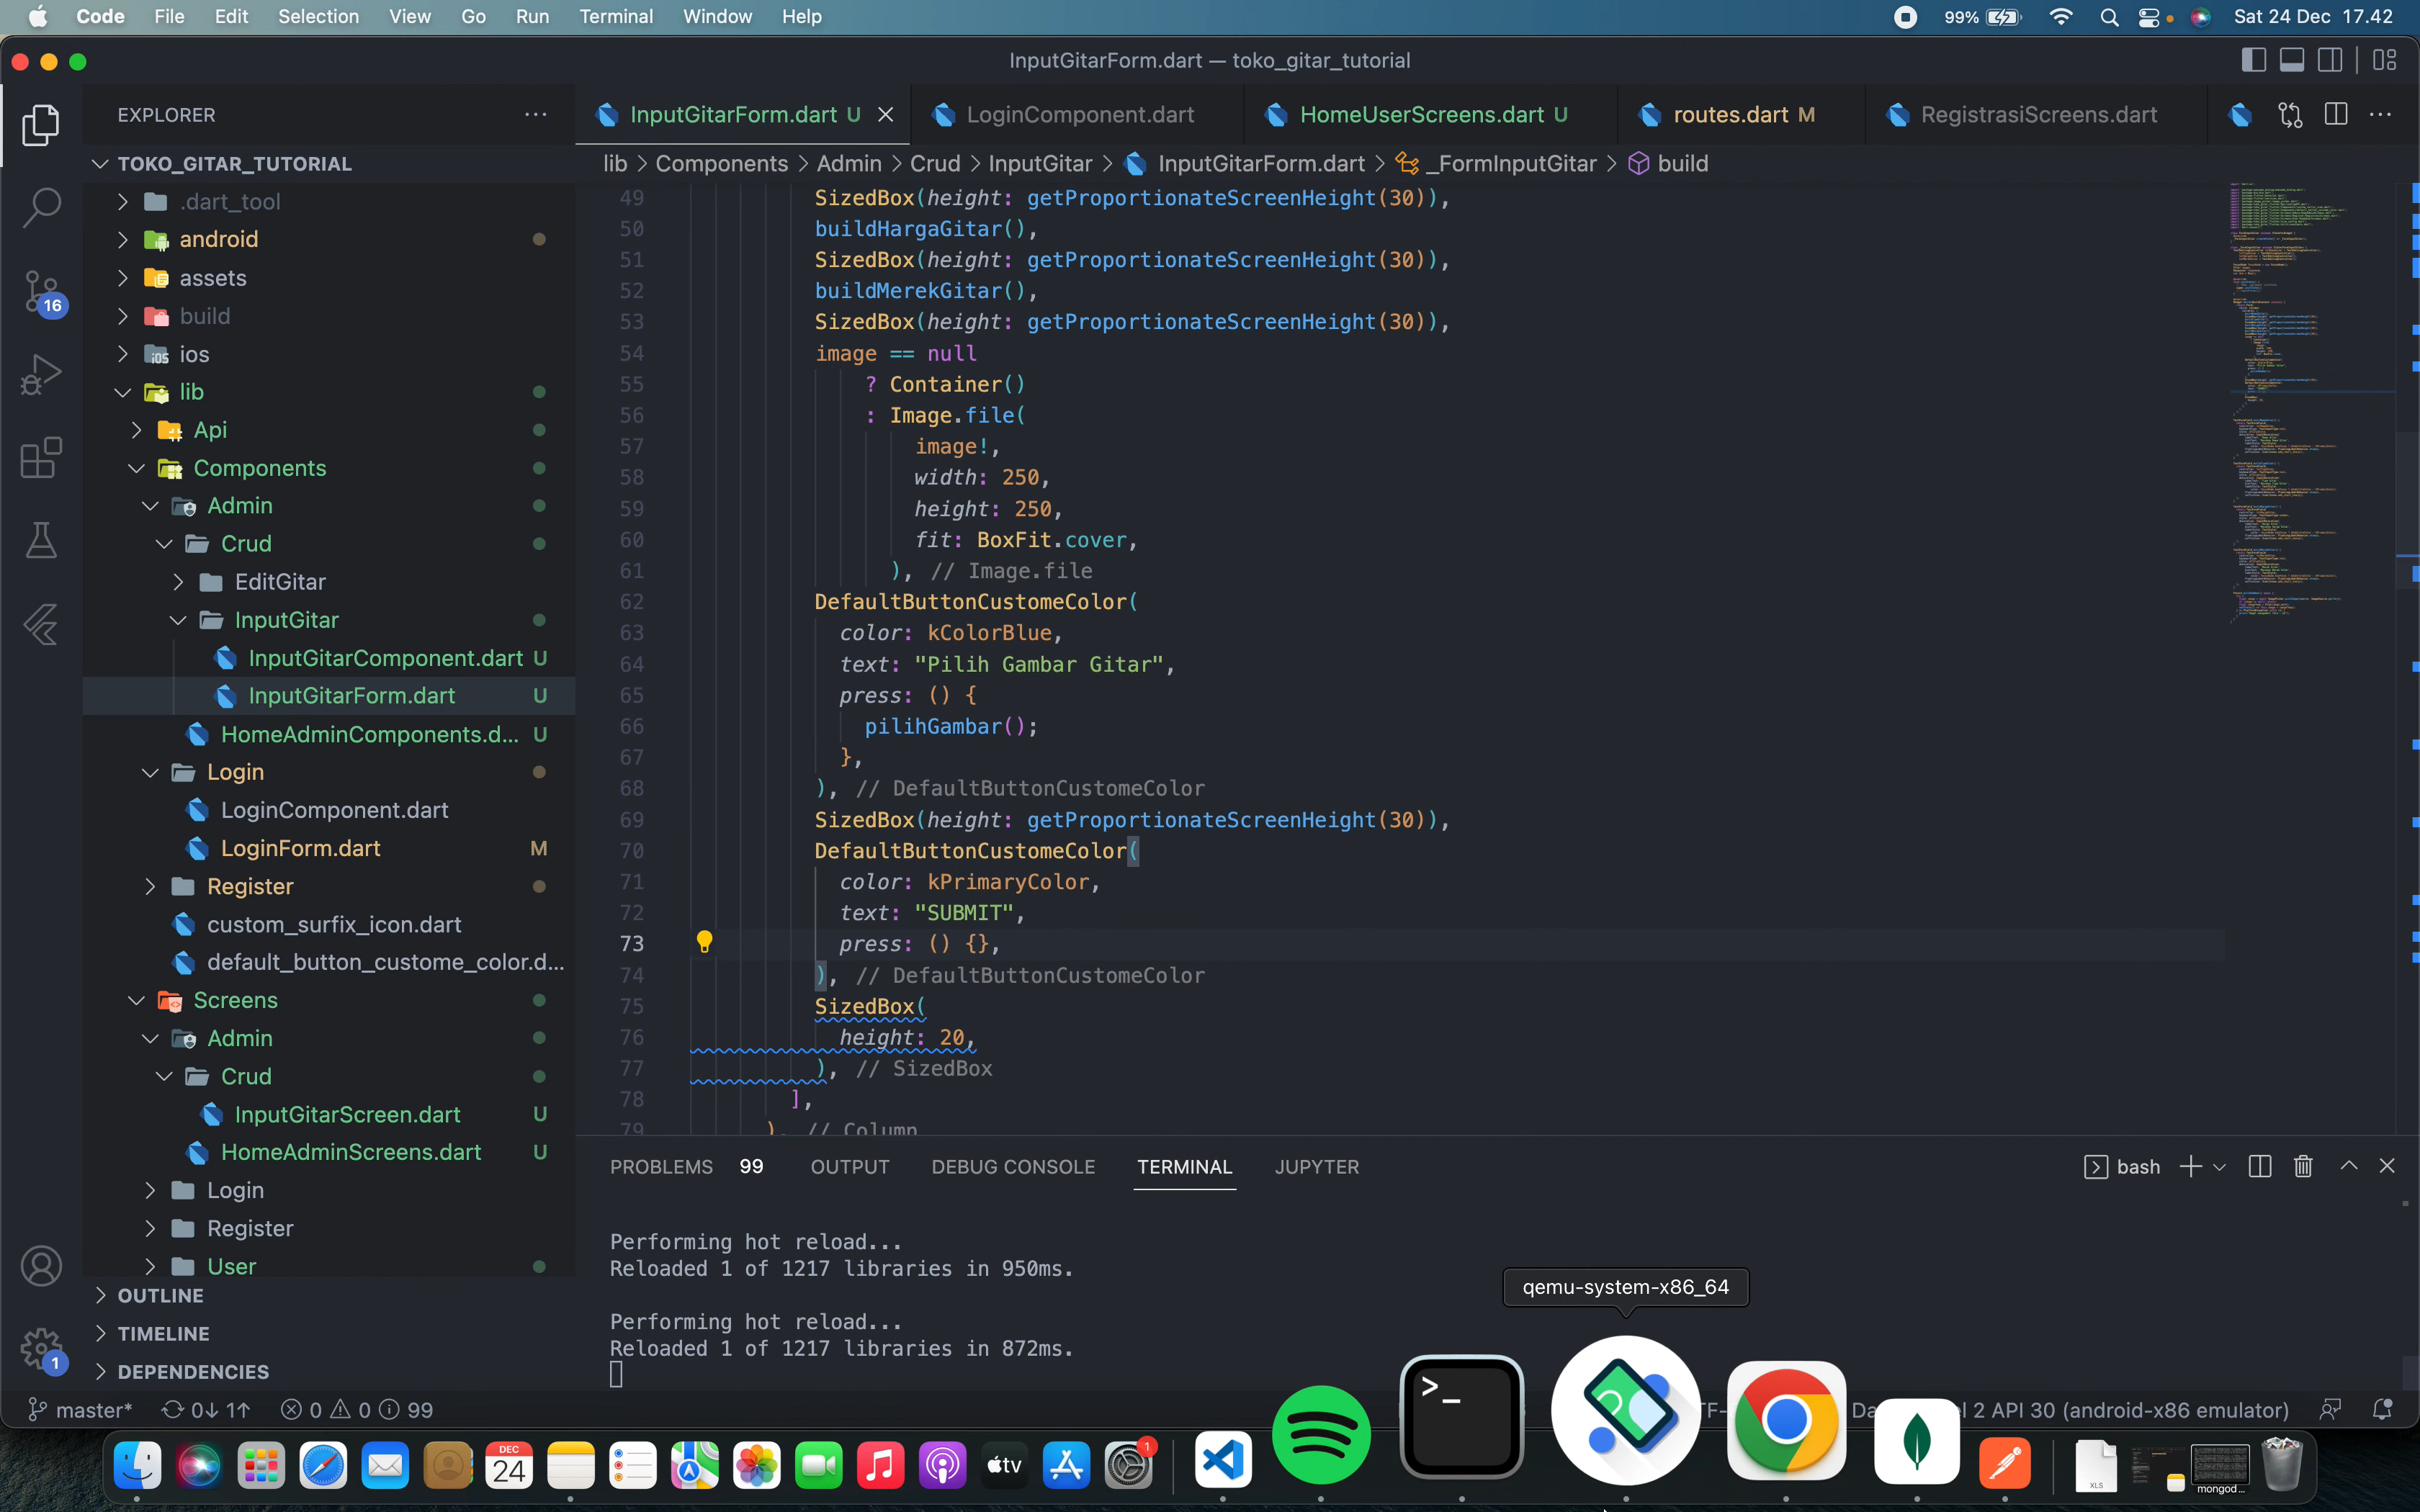 Code File Edit Selection View Go Run Terminal Window Help
99% Sat 24 Dec 17.42
InputGitarForm.dart — toko_gitar_tutorial
EXPLORER
InputGitarForm.dart U
LoginComponent.dart
HomeUserScreens.dart U
routes.dart M
RegistrasiScreens.dart
lib > Components > Admin > Crud > InputGitar > InputGitarForm.dart > _FormInputGitar > build
TOKO_GITAR_TUTORIAL
.dart_tool
android
assets
build
ios
lib
Api
Components
Admin
Crud
EditGitar
InputGitar
InputGitarComponent.dart U
InputGitarForm.dart U
HomeAdminComponents.d... U
Login
LoginComponent.dart
LoginForm.dart M
Register
custom_surfix_icon.dart
default_button_custome_color.d...
Screens
Admin
Crud
InputGitarScreen.dart U
HomeAdminScreens.dart U
Login
Register
User
OUTLINE
TIMELINE
DEPENDENCIES
16
1
49 SizedBox(height: getProportionateScreenHeight(30)),
50 buildHargaGitar(),
51 SizedBox(height: getProportionateScreenHeight(30)),
52 buildMerekGitar(),
53 SizedBox(height: getProportionateScreenHeight(30)),
54 image == null
55 ? Container()
56 : Image.file(
57 image!,
58 width: 250,
59 height: 250,
60 fit: BoxFit.cover,
61 ), // Image.file
62 DefaultButtonCustomeColor(
63 color: kColorBlue,
64 text: "Pilih Gambar Gitar",
65 press: () {
66 pilihGambar();
67 },
68 ), // DefaultButtonCustomeColor
69 SizedBox(height: getProportionateScreenHeight(30)),
70 DefaultButtonCustomeColor(
71 color: kPrimaryColor,
72 text: "SUBMIT",
73 press: () {},
74 ), // DefaultButtonCustomeColor
75 SizedBox(
76 height: 20,
77 ), // SizedBox
78 ],
79 ), // Column
PROBLEMS 99 OUTPUT DEBUG CONSOLE TERMINAL JUPYTER
bash
Performing hot reload...
Reloaded 1 of 1217 libraries in 950ms.
Performing hot reload...
Reloaded 1 of 1217 libraries in 872ms.
qemu-system-x86_64
master* 0↓ 1↑ 0 0 99
2 API 30 (android-x86 emulator)
DEC
24
tv
1
XLS
mongod...